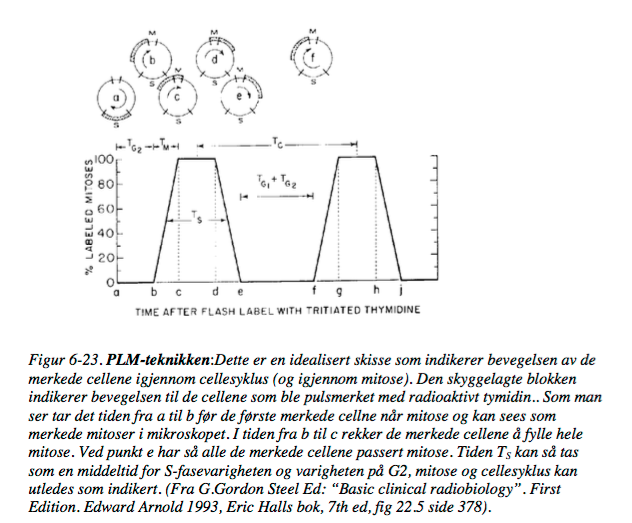 M
M
M
b
d
f
S
S
a
c
e
S
S
S
T_G2
T_M
T_C
% LABELED MITOSES
100
80
60
40
20
0
T_G1 + T_G2
T_S
a b c d e f g h j
TIME AFTER FLASH LABEL WITH TRITIATED THYMIDINE
Figur 6-23. PLM-teknikken:Dette er en idealisert skisse som indikerer bevegelsen av de
merkede cellene igjennom cellesyklus (og igjennom mitose). Den skyggelagte blokken
indikerer bevegelsen til de cellene som ble pulsmerket med radioaktivt tymidin.. Som man
ser tar det tiden fra a til b før de første merkede cellne når mitose og kan sees som
merkede mitoser i mikroskopet. I tiden fra b til c rekker de merkede cellene å fylle hele
mitose. Ved punkt e har så alle de merkede cellene passert mitose. Tiden T_S kan så tas
som en middeltid for S-fasevarigheten og varigheten på G2, mitose og cellesyklus kan
utledes som indikert. (Fra G.Gordon Steel Ed: “Basic clinical radiobiology”. First
Edition. Edward Arnold 1993, Eric Halls bok, 7th ed, fig 22.5 side 378).